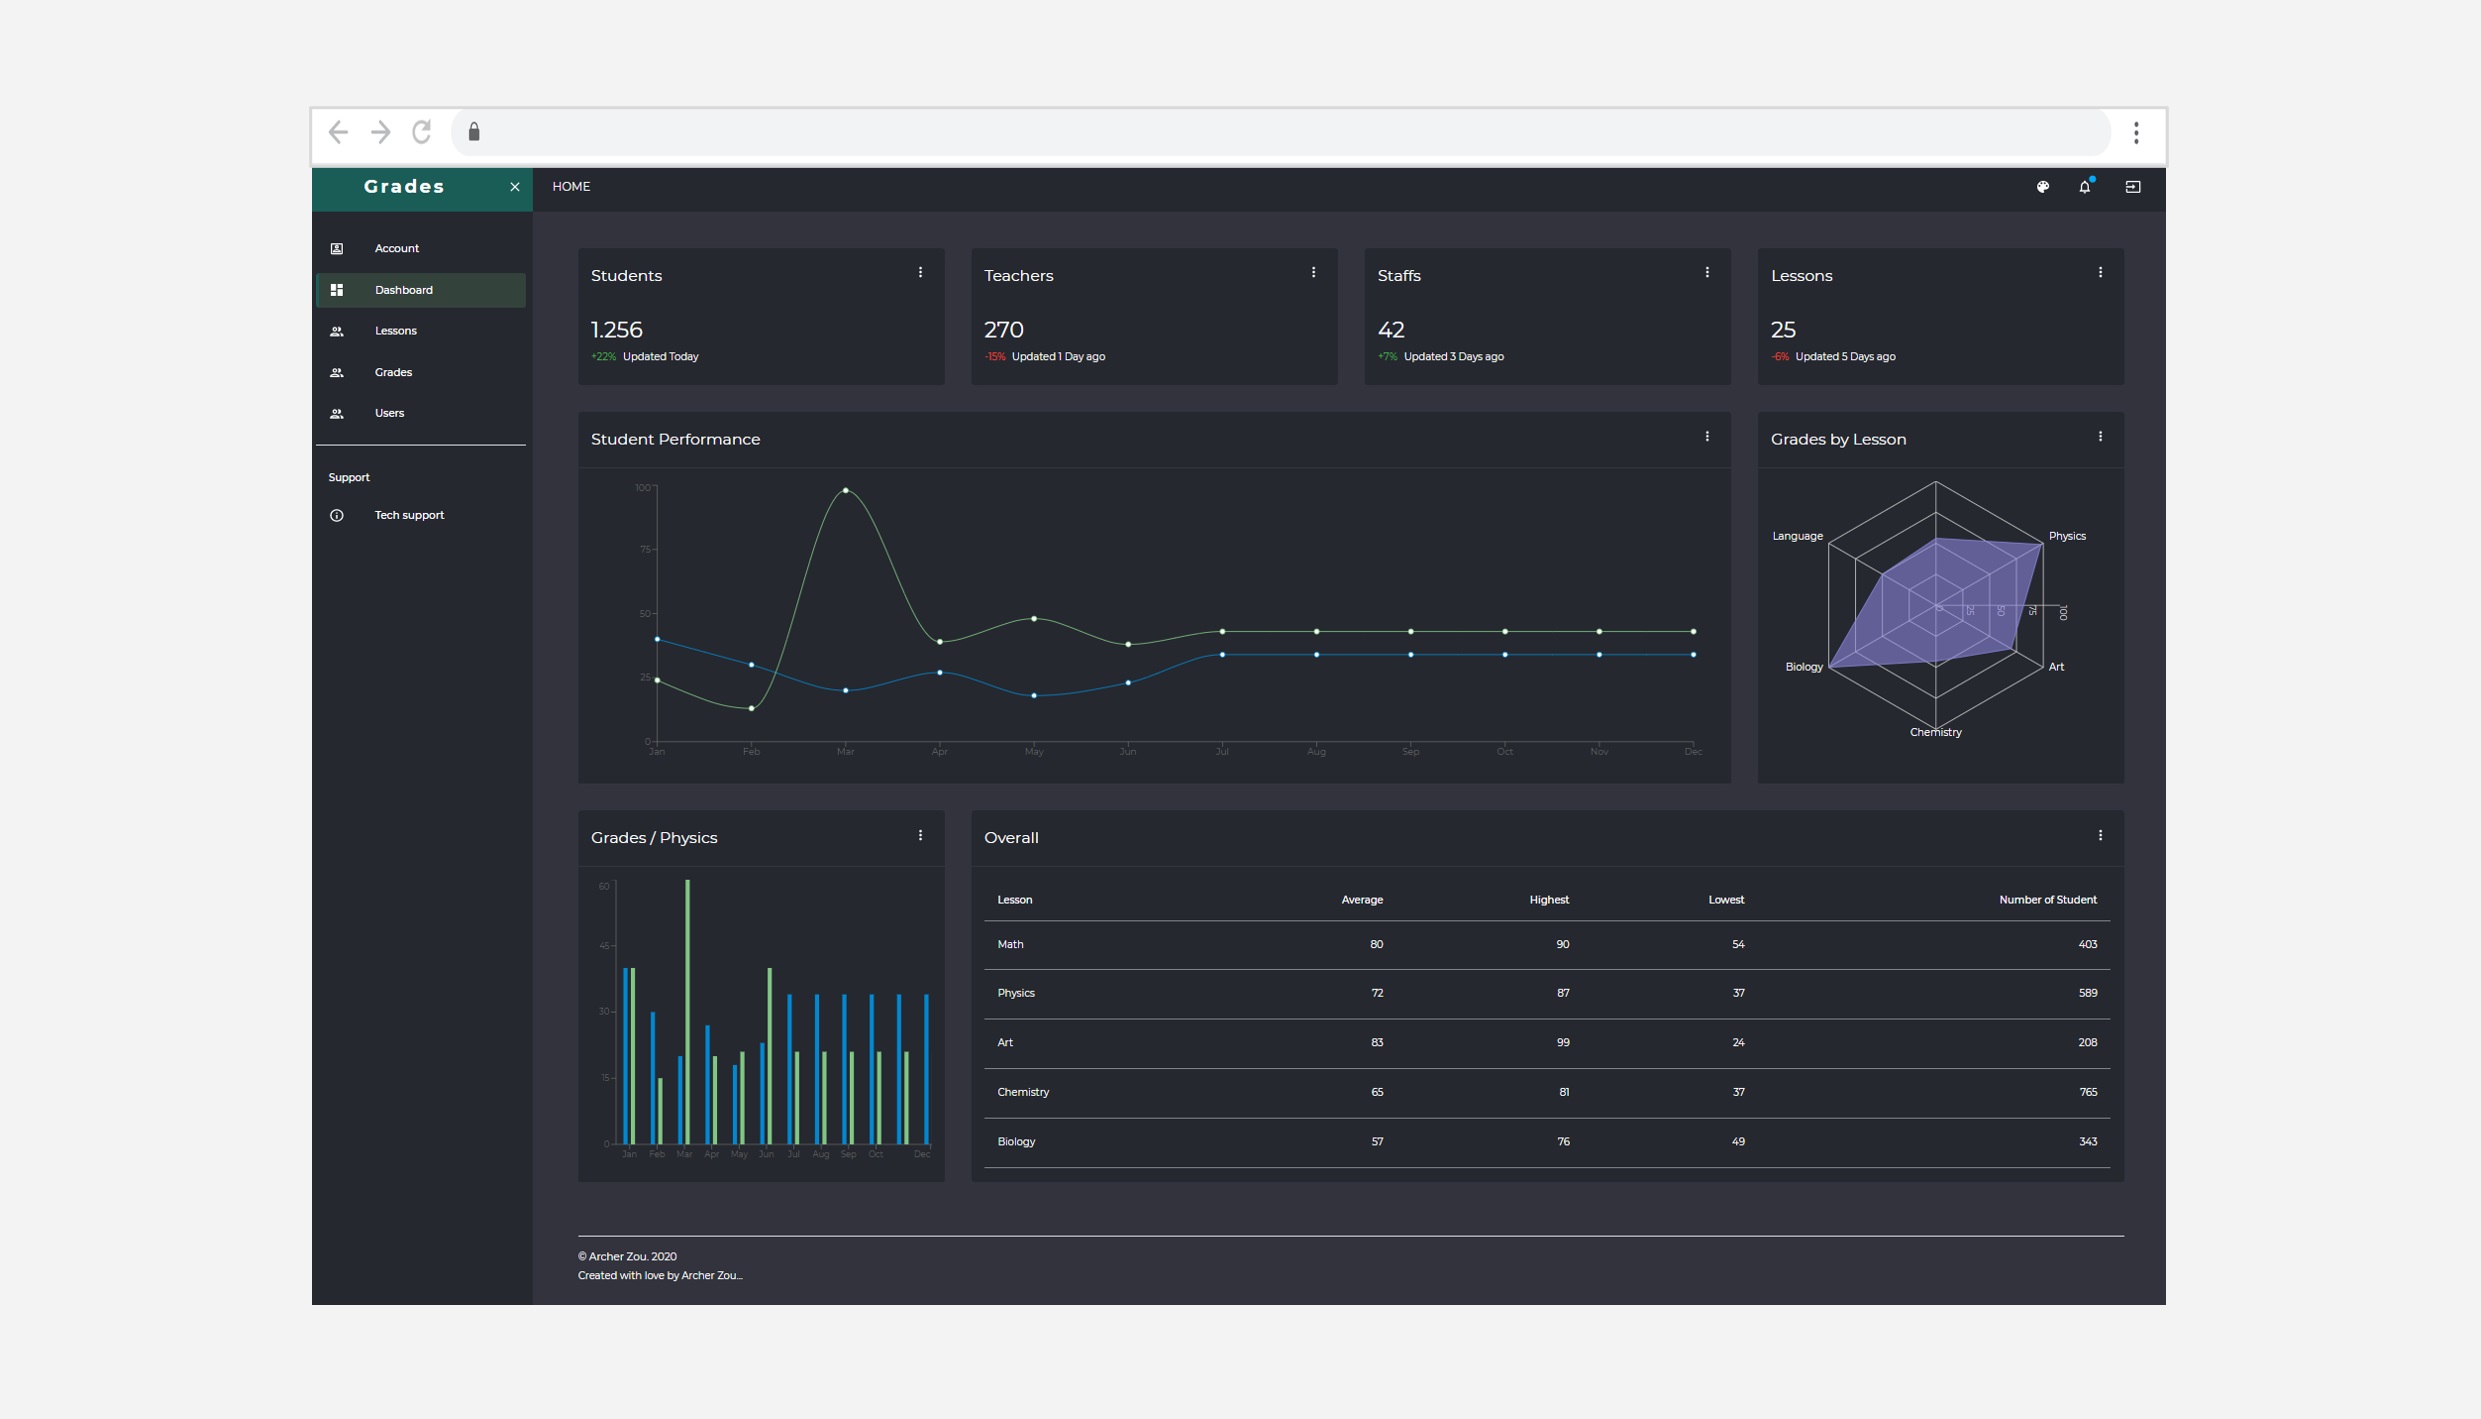 Grades
HOME
Account
Dashboard
Lessons
Grades
Users
Support
Tech support
Students
1.256
+22% Updated Today
Teachers
270
-15% Updated 1 Day ago
Staffs
42
+7% Updated 3 Days ago
Lessons
25
-6% Updated 5 Days ago
Student Performance
100
75
50
25
0
Jan Feb Mar Apr May Jun Jul Aug Sep Oct Nov Dec
Grades by Lesson
Language
Physics
0 25 50 75 100
Biology
Art
Chemistry
Grades / Physics
60
45
30
15
0
Jan Feb Mar Apr May Jun Jul Aug Sep Oct Dec
Overall
Lesson Average Highest Lowest Number of Student
Math 80 90 54 403
Physics 72 87 37 589
Art 83 99 24 208
Chemistry 65 81 37 765
Biology 57 76 49 343
© Archer Zou. 2020
Created with love by Archer Zou...